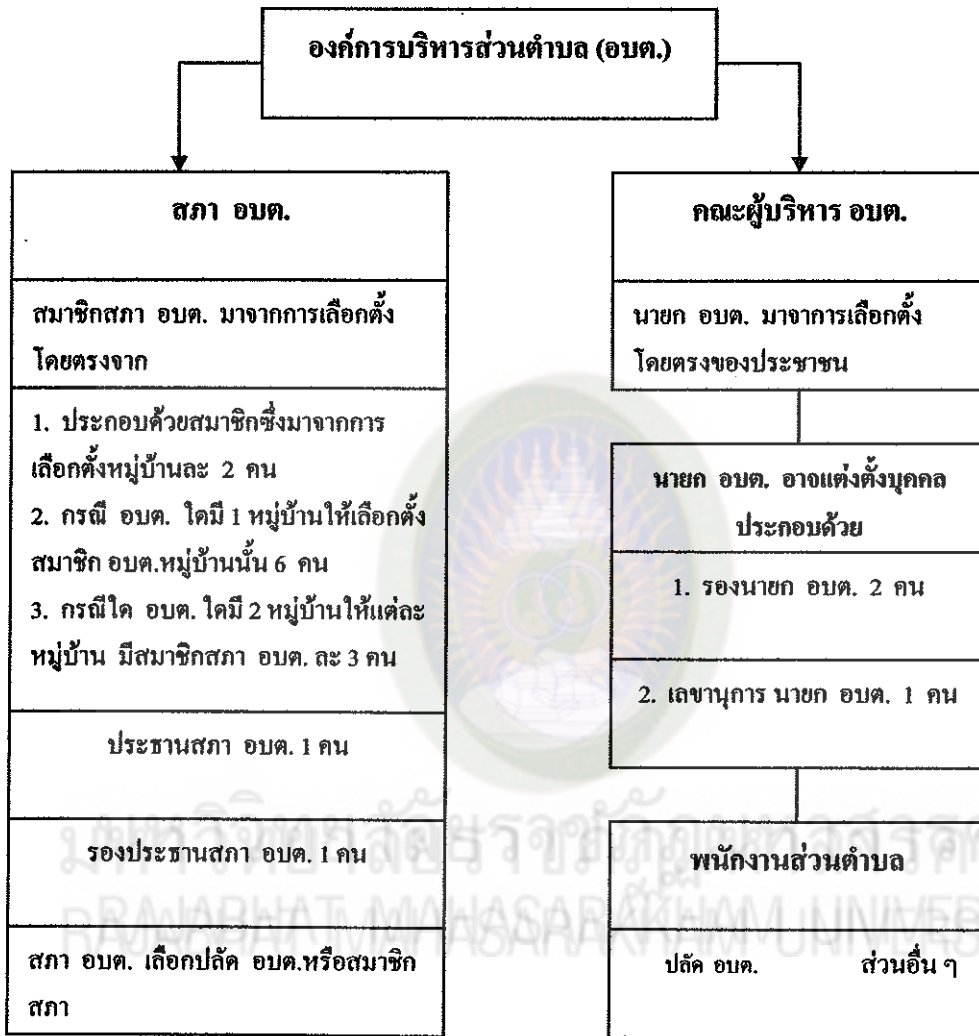 องค์การบริหารส่วนตำบล (อบต.)
สภา อบต.
สมาชิกสภา อบต. มาจากการเลือกตั้ง
โดยตรงจาก
1. ประกอบด้วยสมาชิกซึ่งมาจากการ
เลือกตั้งหมู่บ้านละ 2 คน
2. กรณี อบต. ใดมี 1 หมู่บ้านให้เลือกตั้ง
สมาชิก อบต.หมู่บ้านนั้น 6 คน
3. กรณีใด อบต. ใดมี 2 หมู่บ้านให้แต่ละ
หมู่บ้าน มีสมาชิกสภา อบต. ละ 3 คน
ประธานสภา อบต. 1 คน
รองประธานสภา อบต. 1 คน
สภา อบต. เลือกปลัด อบต.หรือสมาชิก
สภา
คณะผู้บริหาร อบต.
นายก อบต. มาจาการเลือกตั้ง
โดยตรงของประชาชน
นายก อบต. อาจแต่งตั้งบุคคล
ประกอบด้วย
1. รองนายก อบต. 2 คน
2. เลขานุการ นายก อบต. 1 คน
พนักงานส่วนตำบล
ปลัด อบต. ส่วนอื่น ๆ
RAJABHAT MAHASARAKHAM